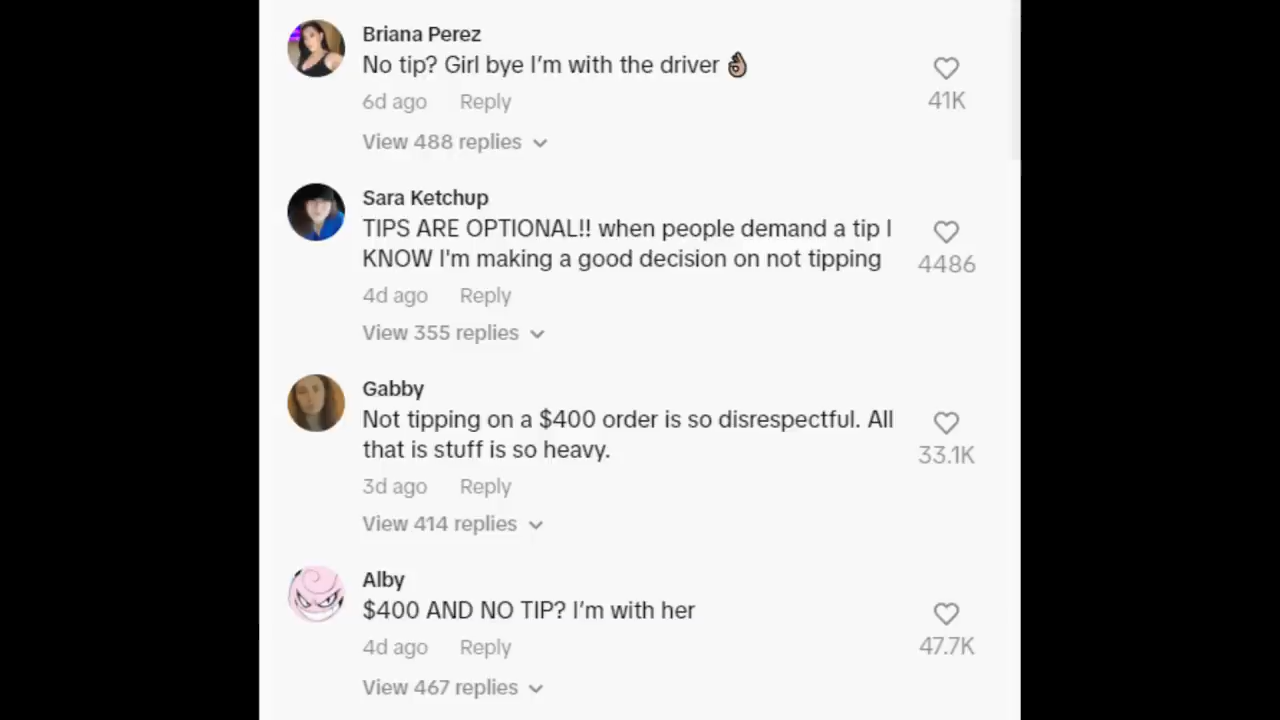 Briana Perez
No tip? Girl bye I’m with the driver 👌🏽
41K
6d ago Reply
View 488 replies
Sara Ketchup
TIPS ARE OPTIONAL!! when people demand a tip I
KNOW I'm making a good decision on not tipping
4486
4d ago Reply
View 355 replies
Gabby
Not tipping on a $400 order is so disrespectful. All
that is stuff is so heavy.
33.1K
3d ago Reply
View 414 replies
Alby
$400 AND NO TIP? I’m with her
47.7K
4d ago Reply
View 467 replies